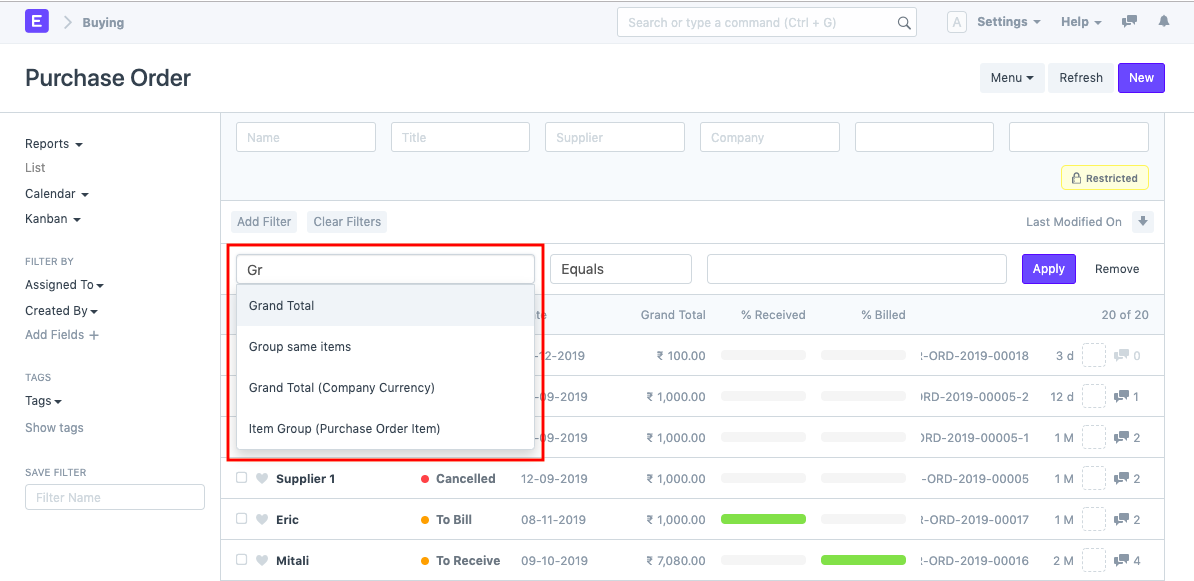 E Buying Search or type a command (Ctrl + G) A Settings Help
Purchase Order Menu Refresh New
Reports
List
Calendar
Kanban
FILTER BY
Assigned To
Created By
Add Fields +
TAGS
Tags
Show tags
SAVE FILTER
Filter Name
Name Title Supplier Company
Restricted
Add Filter Clear Filters Last Modified On
Gr Equals Apply Remove
Grand Total
Group same items
Grand Total (Company Currency)
Item Group (Purchase Order Item)
Grand Total % Received % Billed 20 of 20
-12-2019 ₹ 100.00 -ORD-2019-00018 3 d 0
-09-2019 ₹ 1,000.00 -ORD-2019-00005-2 12 d 1
-09-2019 ₹ 1,000.00 ORD-2019-00005-1 1 M 2
Supplier 1 Cancelled 12-09-2019 ₹ 1,000.00 -ORD-2019-00005 1 M 2
Eric To Bill 08-11-2019 ₹ 1,000.00 -ORD-2019-00017 1 M 2
Mitali To Receive 09-10-2019 ₹ 7,080.00 -ORD-2019-00016 2 M 4